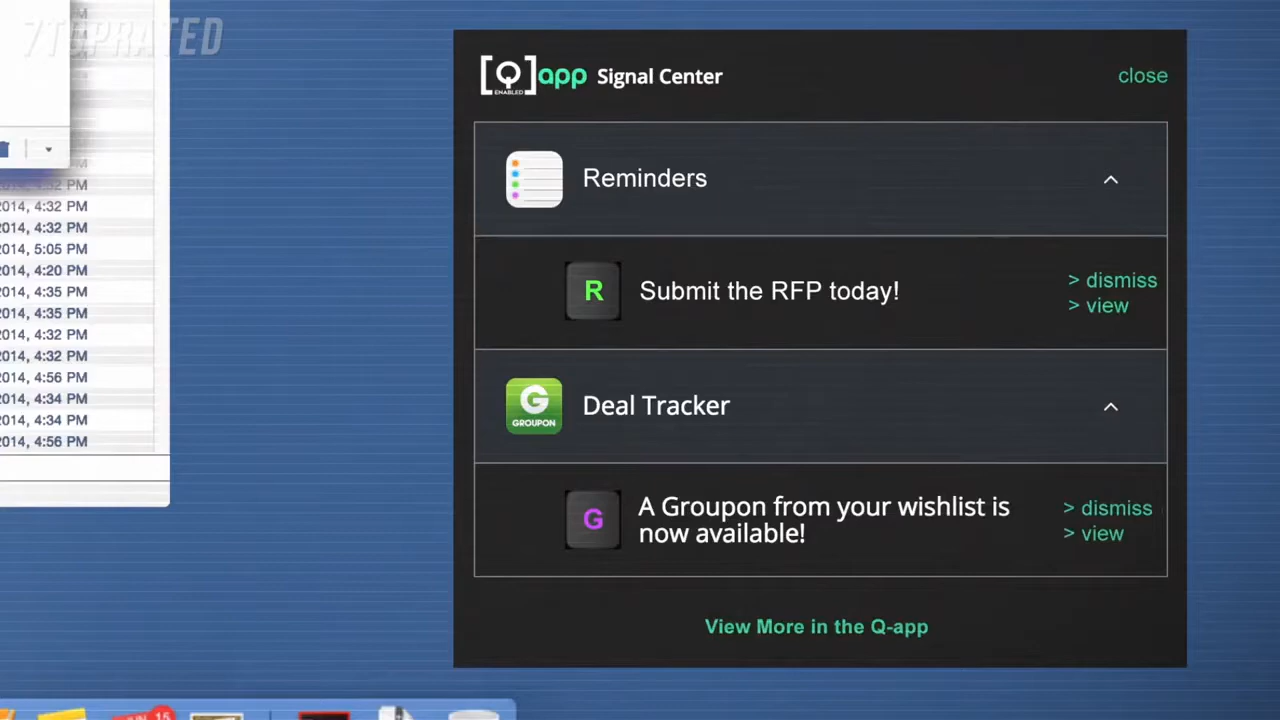 7TOPRATED
[Q]app Signal Center
ENABLED
close
Reminders
R
Submit the RFP today!
> dismiss
> view
G
GROUPON
Deal Tracker
G
A Groupon from your wishlist is
now available!
> dismiss
> view
View More in the Q-app
2014, 4:32 PM
2014, 4:32 PM
2014, 5:05 PM
2014, 4:20 PM
2014, 4:35 PM
2014, 4:35 PM
2014, 4:32 PM
2014, 4:32 PM
2014, 4:56 PM
2014, 4:34 PM
2014, 4:34 PM
2014, 4:56 PM
15